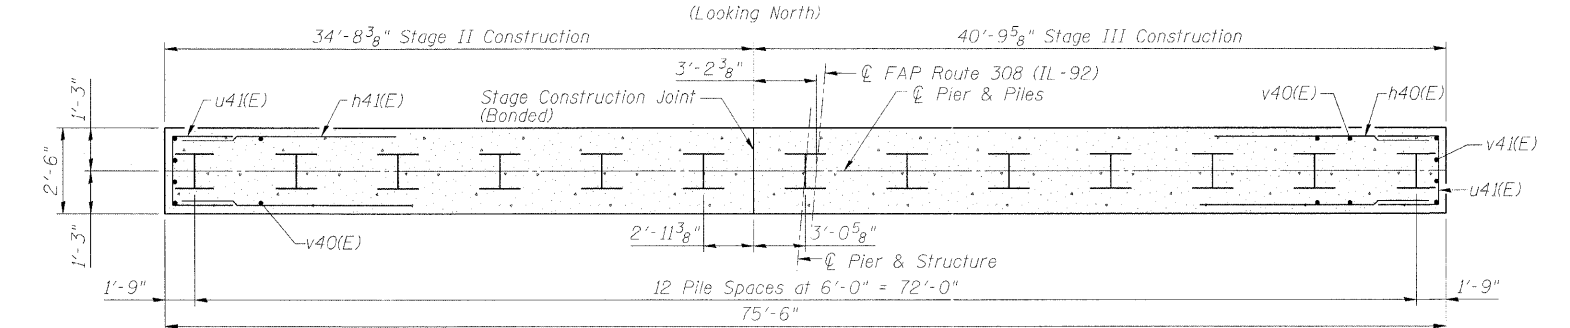 (Looking North)
34'-8 3/8" Stage II Construction
40'-9 5/8" Stage III Construction
3'-2 3/8"
℄ FAP Route 308 (IL-92)
℄ Pier & Piles
Stage Construction Joint
(Bonded)
1'-3"
u41(E)
h41(E)
v40(E)
h40(E)
2'-6"
v41(E)
u41(E)
1'-3"
v40(E)
2'-11 3/8"
3'-0 5/8"
℄ Pier & Structure
1'-9"
12 Pile Spaces at 6'-0" = 72'-0"
1'-9"
75'-6"